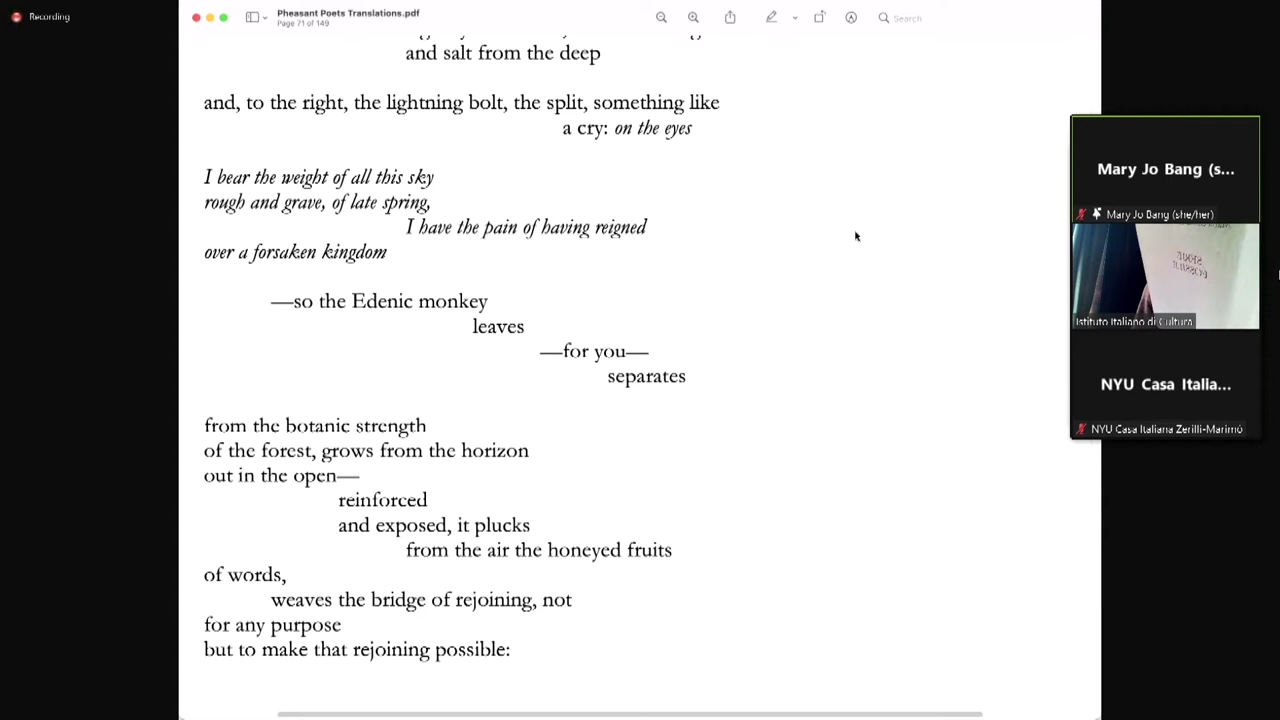 Recording
Pheasant Poets Translations.pdf
Page 71 of 149
Search
and salt from the deep
and, to the right, the lightning bolt, the split, something like
a cry: on the eyes
I bear the weight of all this sky
rough and grave, of late spring,
I have the pain of having reigned
over a forsaken kingdom
—so the Edenic monkey
leaves
—for you—
separates
from the botanic strength
of the forest, grows from the horizon
out in the open—
reinforced
and exposed, it plucks
from the air the honeyed fruits
of words,
weaves the bridge of rejoining, not
for any purpose
but to make that rejoining possible:
Mary Jo Bang (s...
Mary Jo Bang (she/her)
Istituto Italiano di Cultura
NYU Casa Italia...
NYU Casa Italiana Zerilli-Marimò